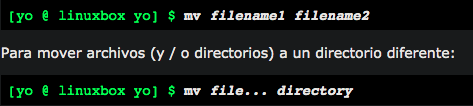 [yo @ linuxbox yo] $ mv filename1 filename2
Para mover archivos (y / o directorios) a un directorio diferente:
[yo @ linuxbox yo] $ mv file... directory